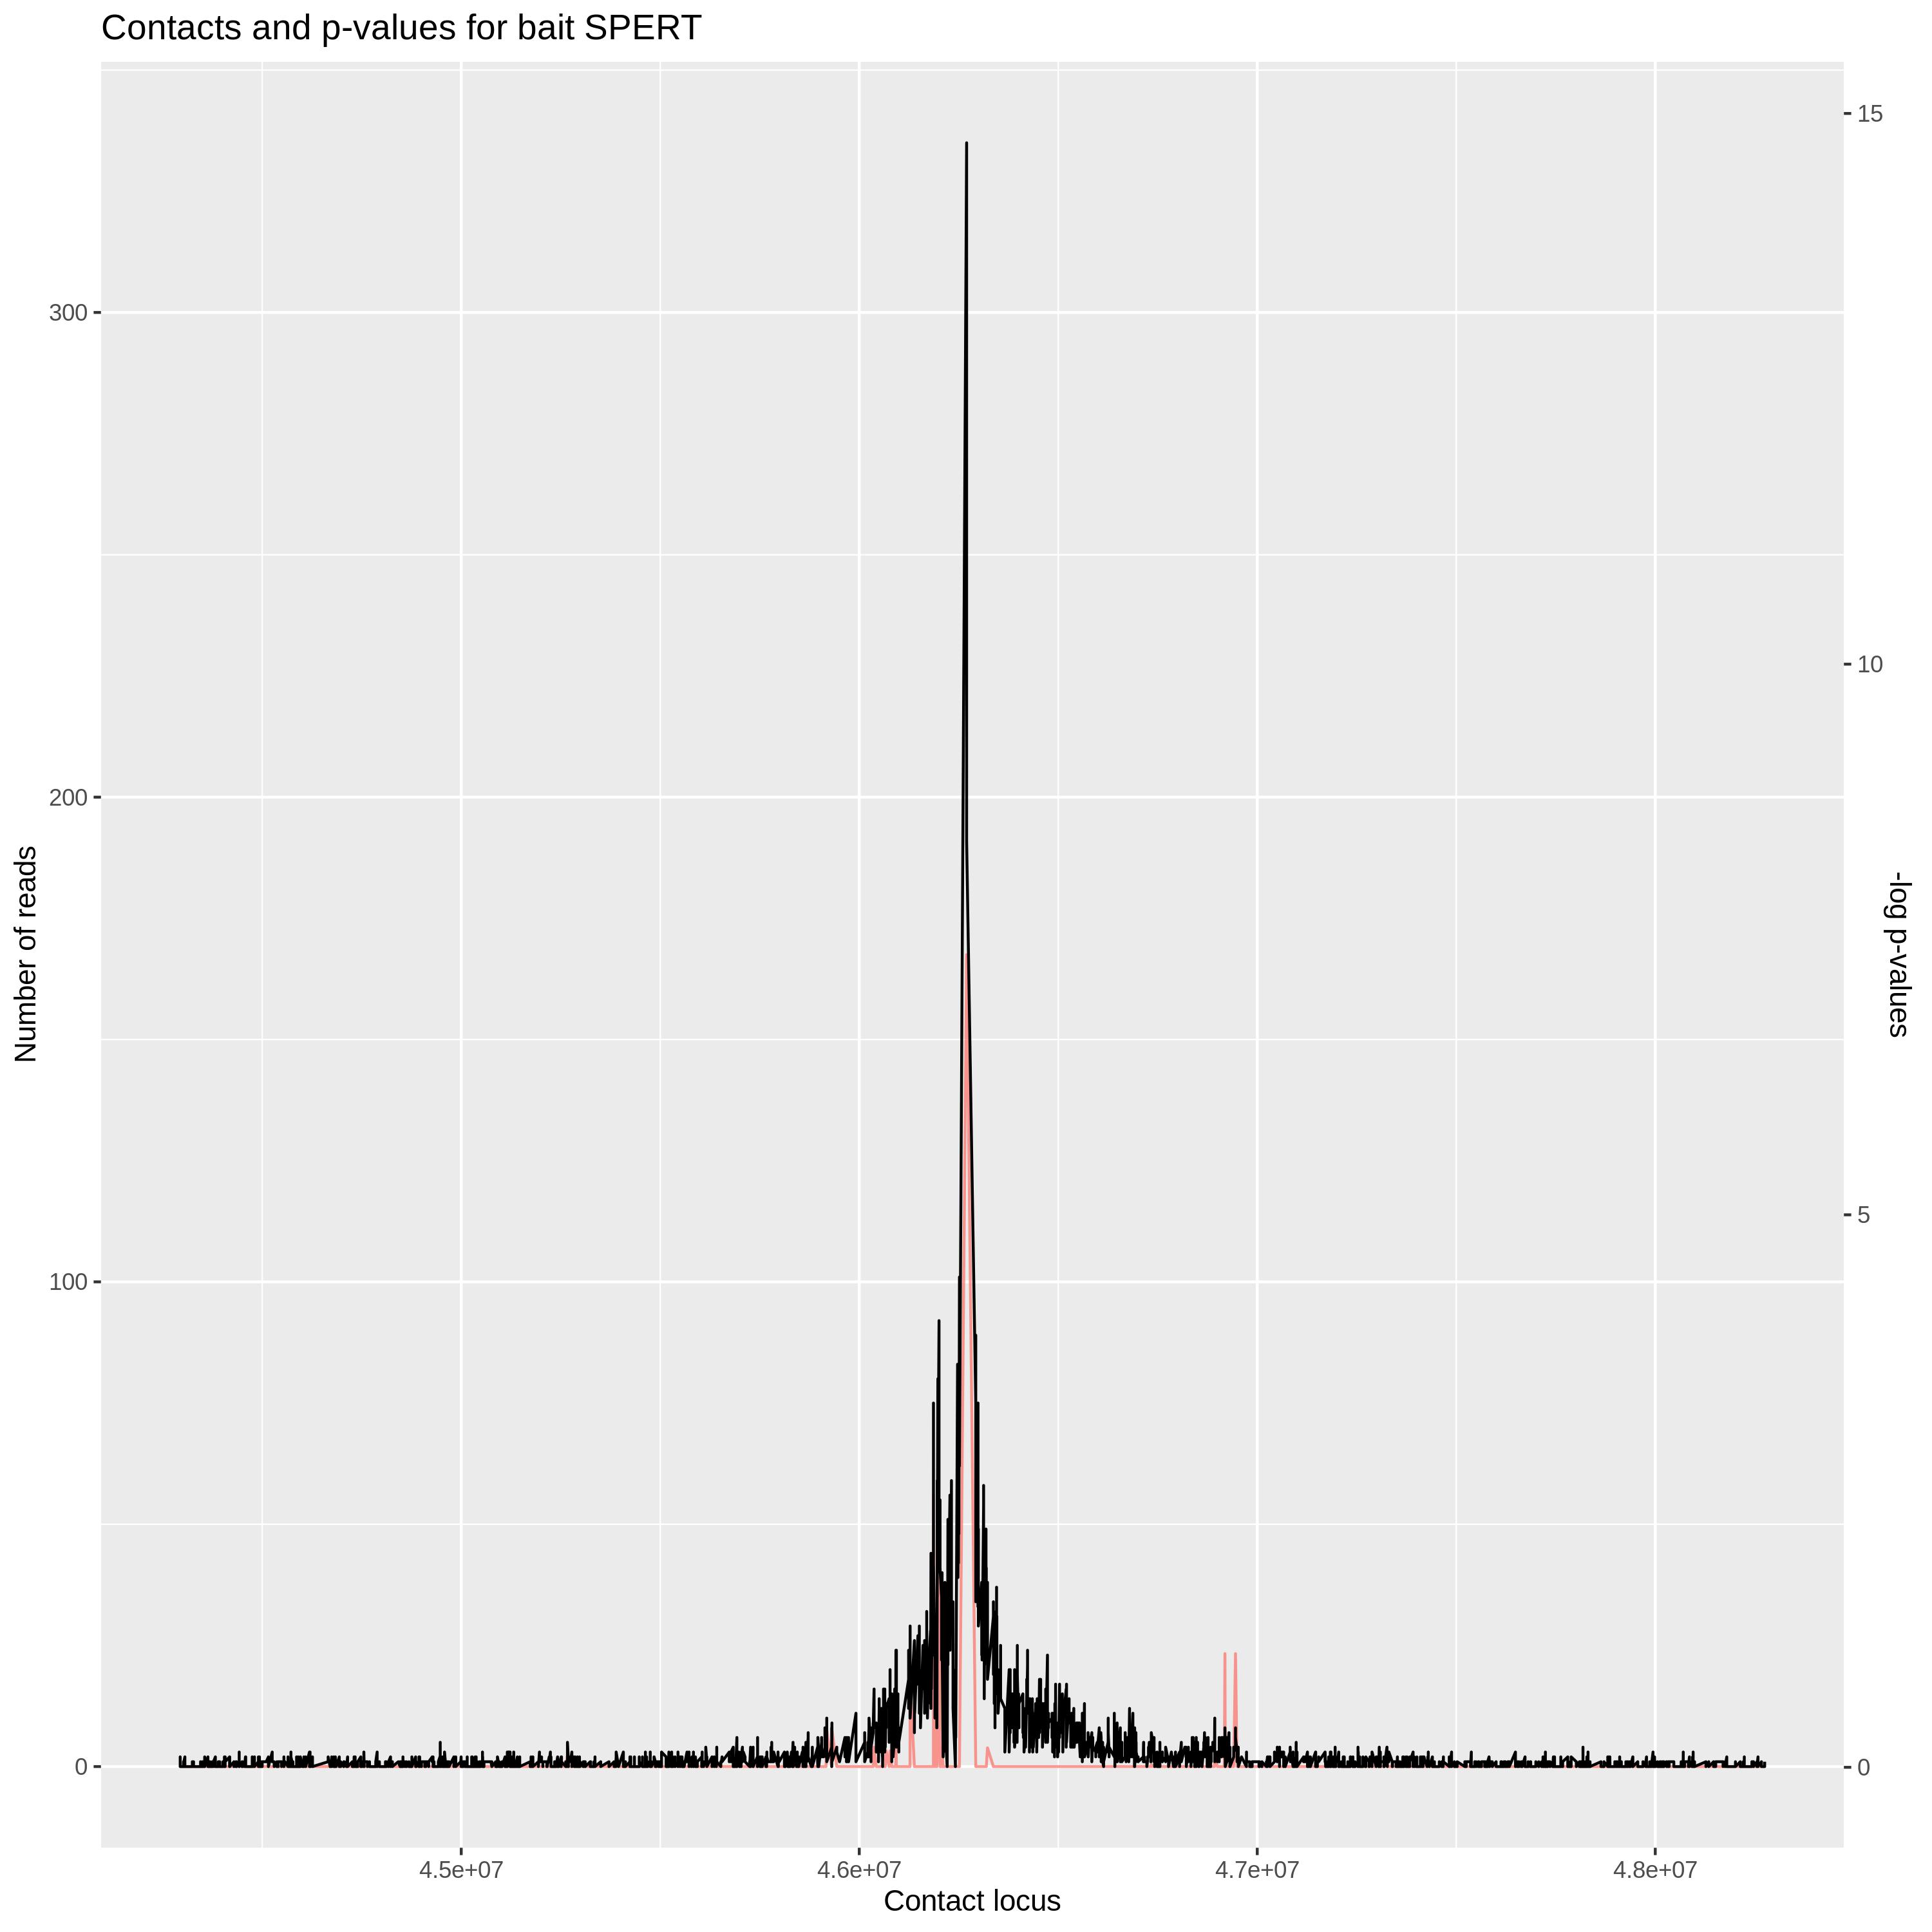 Contacts and p-values for bait SPERT
300
200
100
0
Number of reads
15
10
5
0
-log p-values
4.5e+07
4.6e+07
4.7e+07
4.8e+07
Contact locus